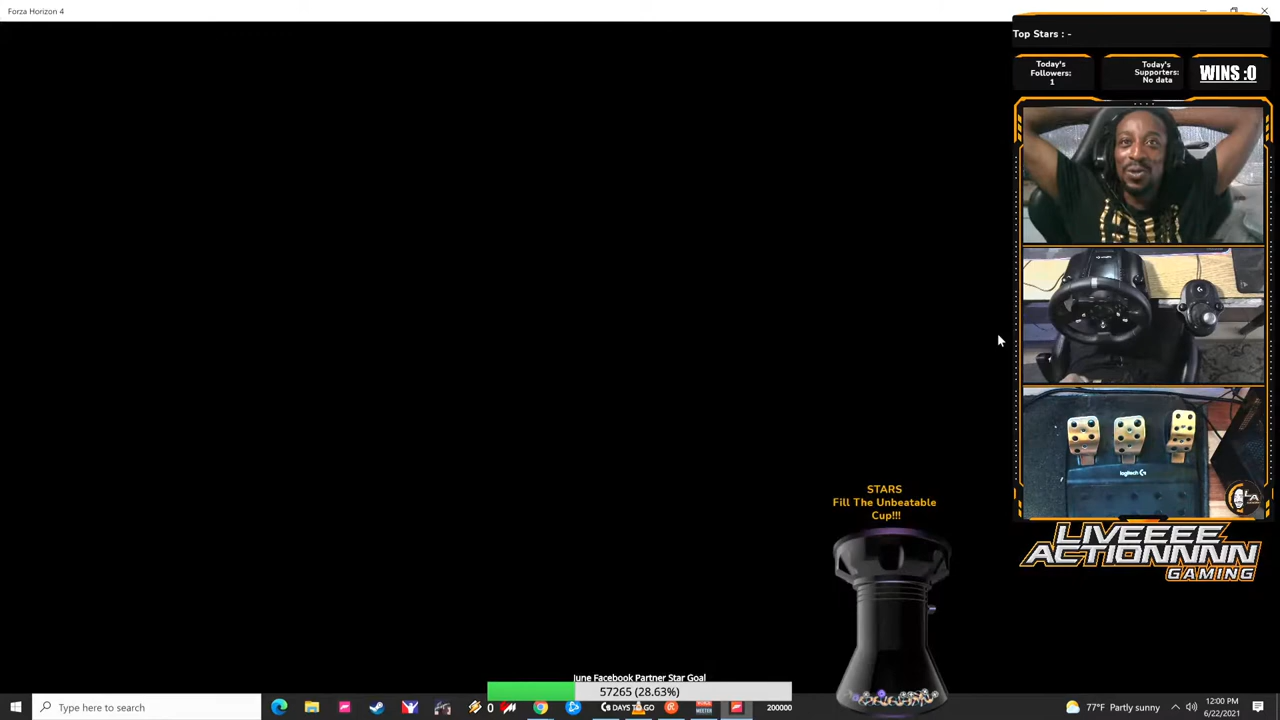 Forza Horizon 4
Top Stars : -
Today's
Followers:
1
Today's
Supporters:
No data
WINS :0
logitech G
LA
STARS
Fill The Unbeatable
Cup!!!
LIVEEEE
ACTIONNNN
GAMING
June Facebook Partner Star Goal
57265 (28.63%)
0
DAYS TO GO
200000
Type here to search
77°F Partly sunny
12:00 PM
6/22/2021